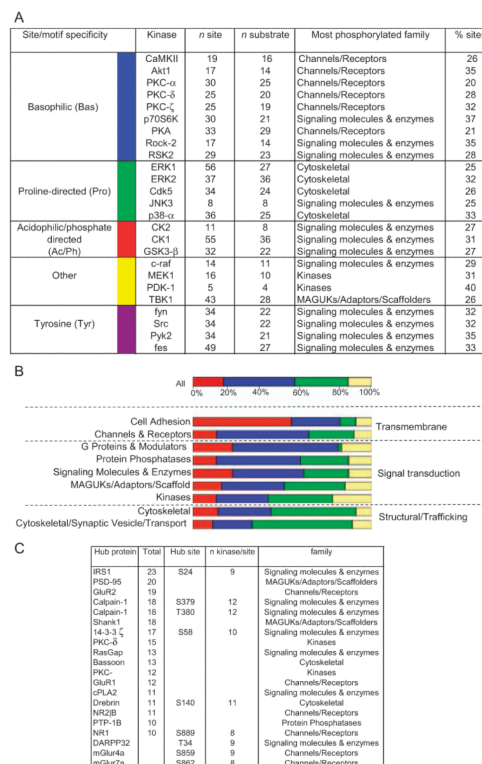 A
Site/motif specificity Kinase n site n substrate Most phosphorylated family % sites
Basophilic (Bas)
CaMKII 19 16 Channels/Receptors 26
Akt1 17 14 Channels/Receptors 35
PKC-α 30 25 Channels/Receptors 20
PKC-δ 25 20 Channels/Receptors 28
PKC-ζ 25 19 Channels/Receptors 32
p70S6K 30 21 Signaling molecules & enzymes 37
PKA 33 29 Channels/Receptors 21
Rock-2 17 14 Signaling molecules & enzymes 35
RSK2 29 23 Signaling molecules & enzymes 28
Proline-directed (Pro)
ERK1 56 27 Cytoskeletal 25
ERK2 37 36 Cytoskeletal 32
Cdk5 34 24 Cytoskeletal 26
JNK3 8 8 Signaling molecules & enzymes 25
p38-α 36 25 Cytoskeletal 33
Acidophilic/phosphate
directed
(Ac/Ph)
CK2 11 8 Signaling molecules & enzymes 27
CK1 55 36 Signaling molecules & enzymes 31
GSK3-β 32 22 Signaling molecules & enzymes 27
Other
c-raf 14 11 Signaling molecules & enzymes 29
MEK1 16 10 Kinases 31
PDK-1 5 4 Kinases 40
TBK1 43 28 MAGUKs/Adaptors/Scaffolders 26
Tyrosine (Tyr)
fyn 34 22 Signaling molecules & enzymes 32
Src 34 22 Signaling molecules & enzymes 32
Pyk2 34 21 Signaling molecules & enzymes 35
fes 49 27 Signaling molecules & enzymes 33
B
All
0% 20% 40% 60% 80% 100%
Cell Adhesion
Channels & Receptors
Transmembrane
G Proteins & Modulators
Protein Phosphatases
Signaling Molecules & Enzymes
MAGUKs/Adaptors/Scaffold
Kinases
Signal transduction
Cytoskeletal
Cytoskeletal/Synaptic Vesicle/Transport
Structural/Trafficking
C
Hub protein Total Hub site n kinase/site family
IRS1 23 S24 9 Signaling molecules & enzymes
PSD-95 20 MAGUKs/Adaptors/Scaffolders
GluR2 19 Channels/Receptors
Calpain-1 18 S379 12 Signaling molecules & enzymes
Calpain-1 18 T380 12 Signaling molecules & enzymes
Shank1 18 MAGUKs/Adaptors/Scaffolders
14-3-3 ζ 17 S58 10 Signaling molecules & enzymes
PKC-δ 15 Kinases
RasGap 13 Signaling molecules & enzymes
Bassoon 13 Cytoskeletal
PKC- 12 Kinases
GluR1 12 Channels/Receptors
cPLA2 11 Signaling molecules & enzymes
Drebrin 11 S140 11 Cytoskeletal
NR2|B 11 Channels/Receptors
PTP-1B 10 Protein Phosphatases
NR1 10 S889 8 Channels/Receptors
DARPP32 T34 9 Signaling molecules & enzymes
mGlur4a S859 9 Channels/Receptors
mGlur7a S862 8 Channels/Receptors